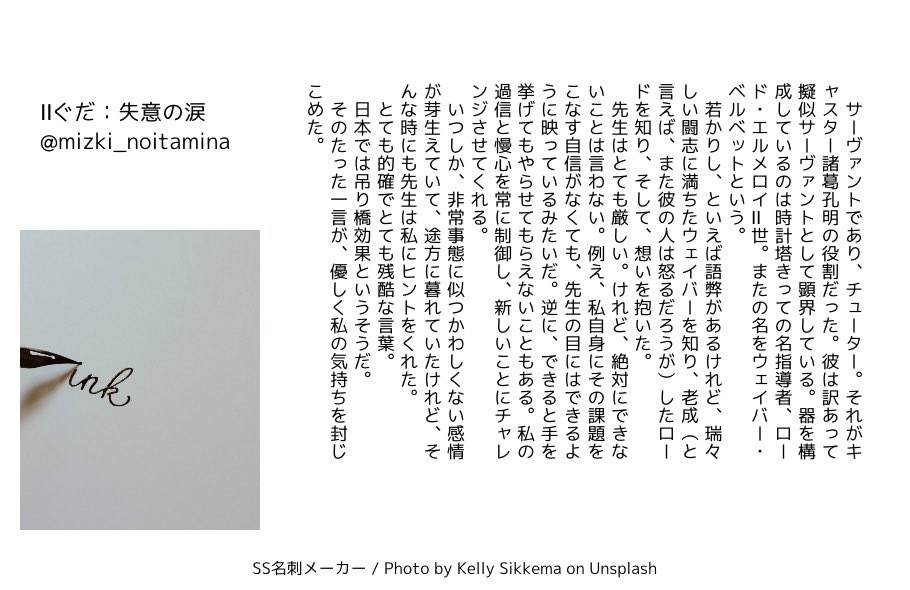 IIぐだ：失意の涙
@mizki_noitamina
サーヴァントであり、チューター。それがキ
ャスター諸葛孔明の役割だった。彼は訳あって
擬似サーヴァントとして顕界している。器を構
成しているのは時計塔きっての名指導者、ロー
ド・エルメロイII世。またの名をウェイバー・
ベルベットという。
若かりし、といえば語弊があるけれど、瑞々
しい闘志に満ちたウェイバーを知り、老成（と
言えば、また彼の人は怒るだろうが）したロー
ドを知り、そして、想いを抱いた。
先生はとても厳しい。けれど、絶対にできな
いことは言わない。例え、私自身にその課題を
こなす自信がなくても、先生の目にはできるよ
うに映っているみたいだ。逆に、できると手を
挙げてもやらせてもらえないこともある。私の
過信と慢心を常に制御し、新しいことにチャレ
ンジさせてくれる。
いつしか、非常事態に似つかわしくない感情
が芽生えていて、途方に暮れていたけれど、そ
んな時にも先生は私にヒントをくれた。
とても的確でとても残酷な言葉。
日本では吊り橋効果というそうだ。
そのたった一言が、優しく私の気持ちを封じ
こめた。
ink
SS名刺メーカー / Photo by Kelly Sikkema on Unsplash